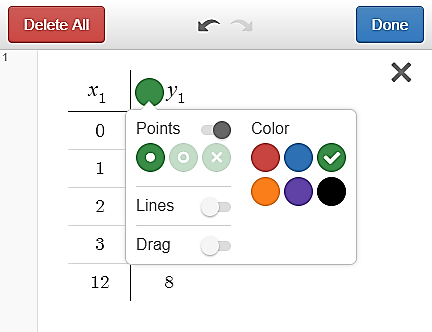 Delete All Done
1
x₁ y₁
0 Points Color
1
2 Lines
3 Drag
12 8